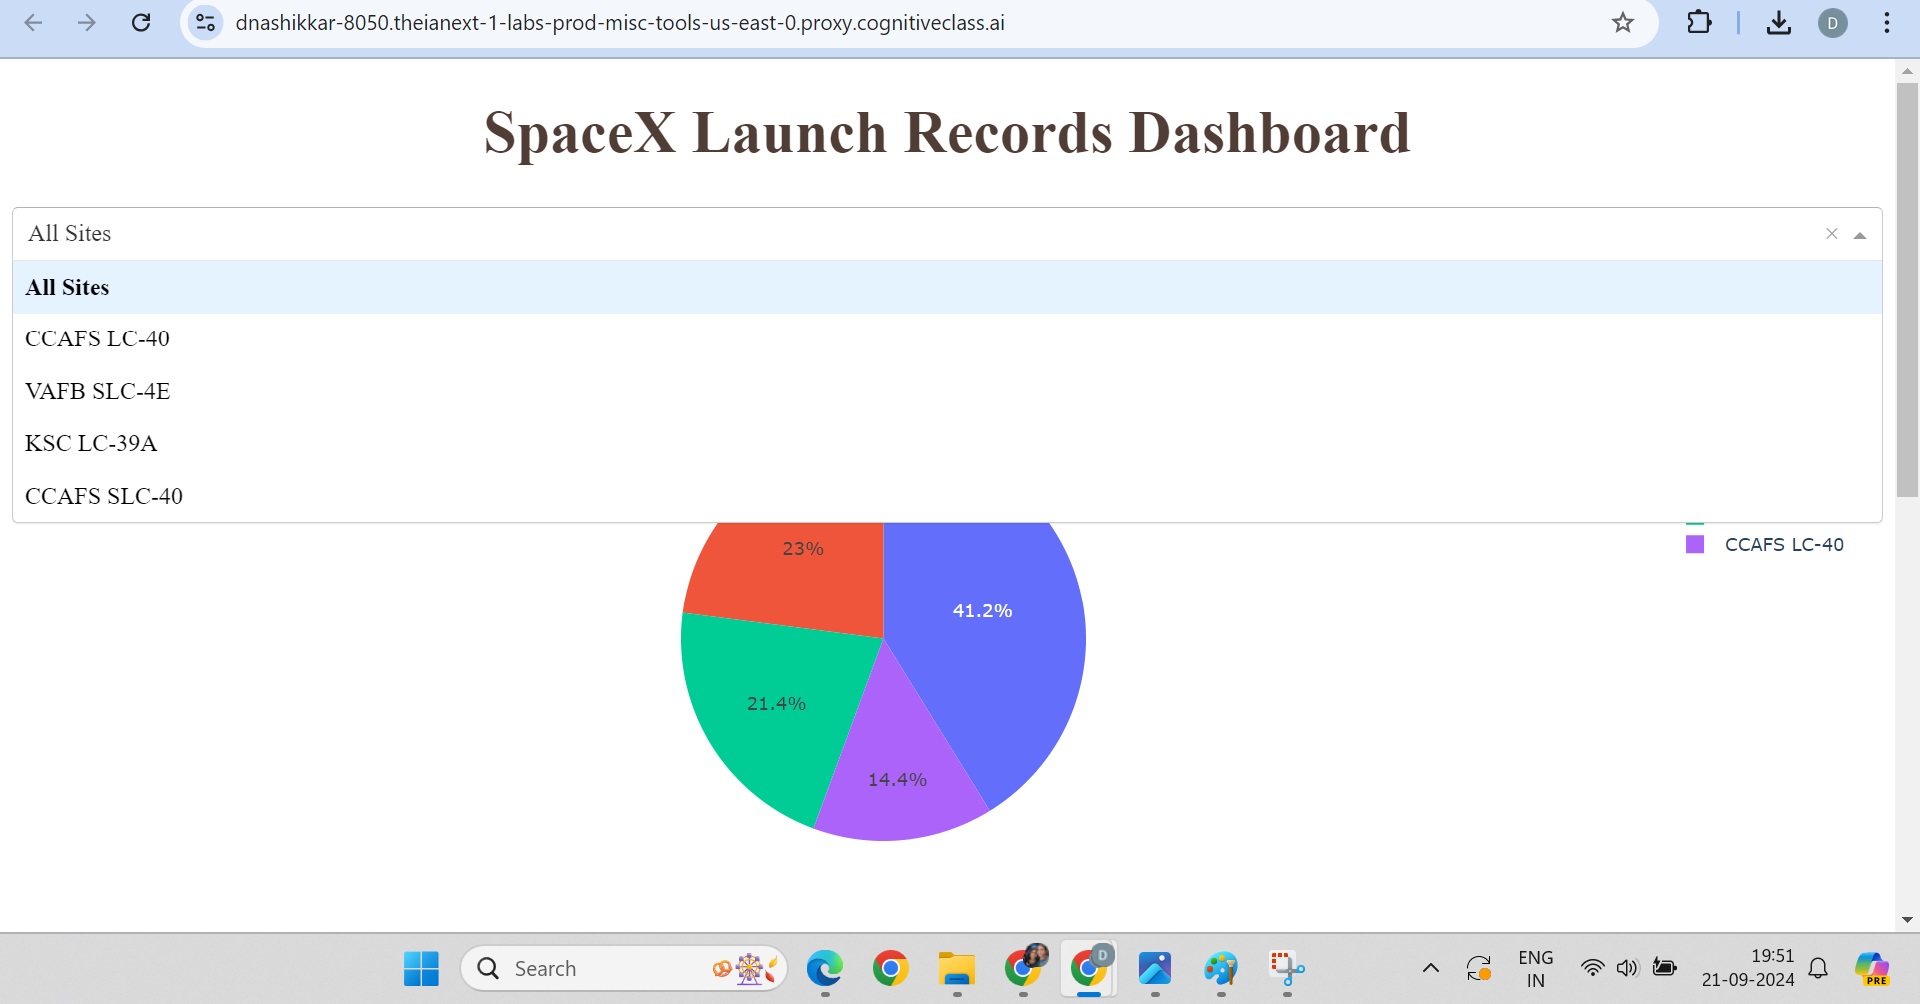 dnashikkar-8050.theianext-1-labs-prod-misc-tools-us-east-0.proxy.cognitiveclass.ai
D
SpaceX Launch Records Dashboard
All Sites
All Sites
CCAFS LC-40
VAFB SLC-4E
KSC LC-39A
CCAFS SLC-40
CCAFS LC-40
23%
41.2%
21.4%
14.4%
Search
D
ENG
IN
19:51
21-09-2024
PRE